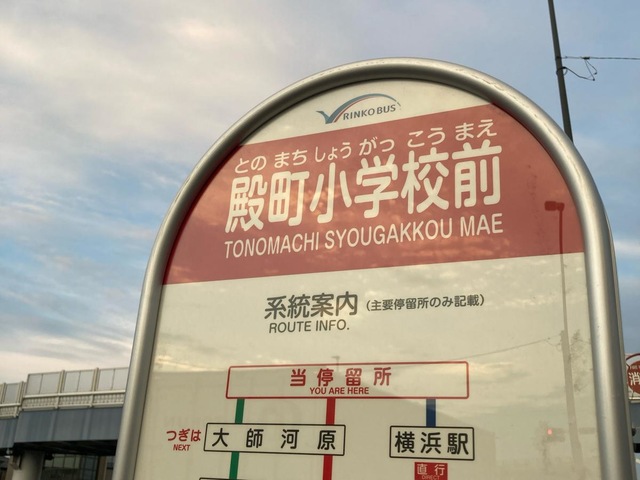 RINKO BUS
とのまちしょうがっこうまえ
殿町小学校前
TONOMACHI SYOUGAKKOU MAE
系統案内（主要停留所のみ記載）
ROUTE INFO.
当停留所
YOU ARE HERE
つぎは 大師河原 横浜駅
NEXT
直行
DIRECT
消